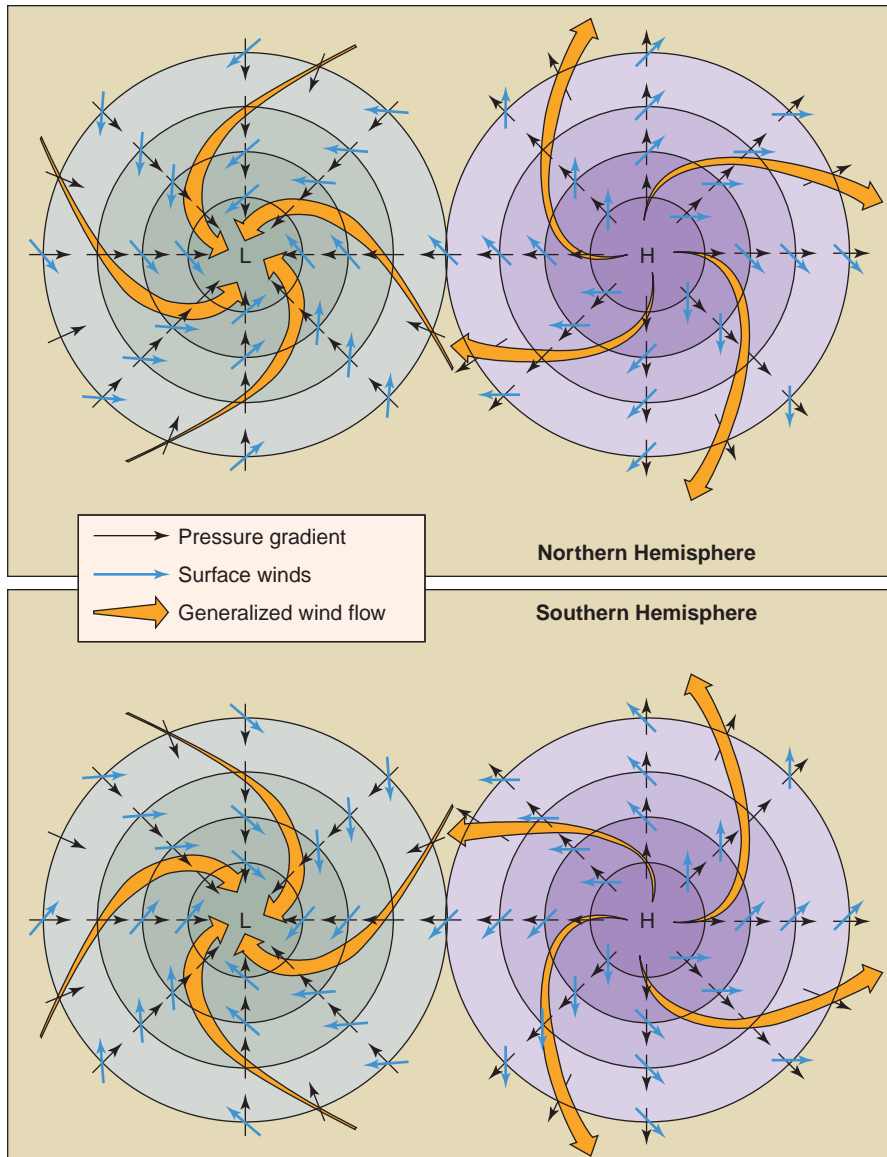 L
H
Pressure gradient
Surface winds
Generalized wind flow
Northern Hemisphere
Southern Hemisphere
L
H